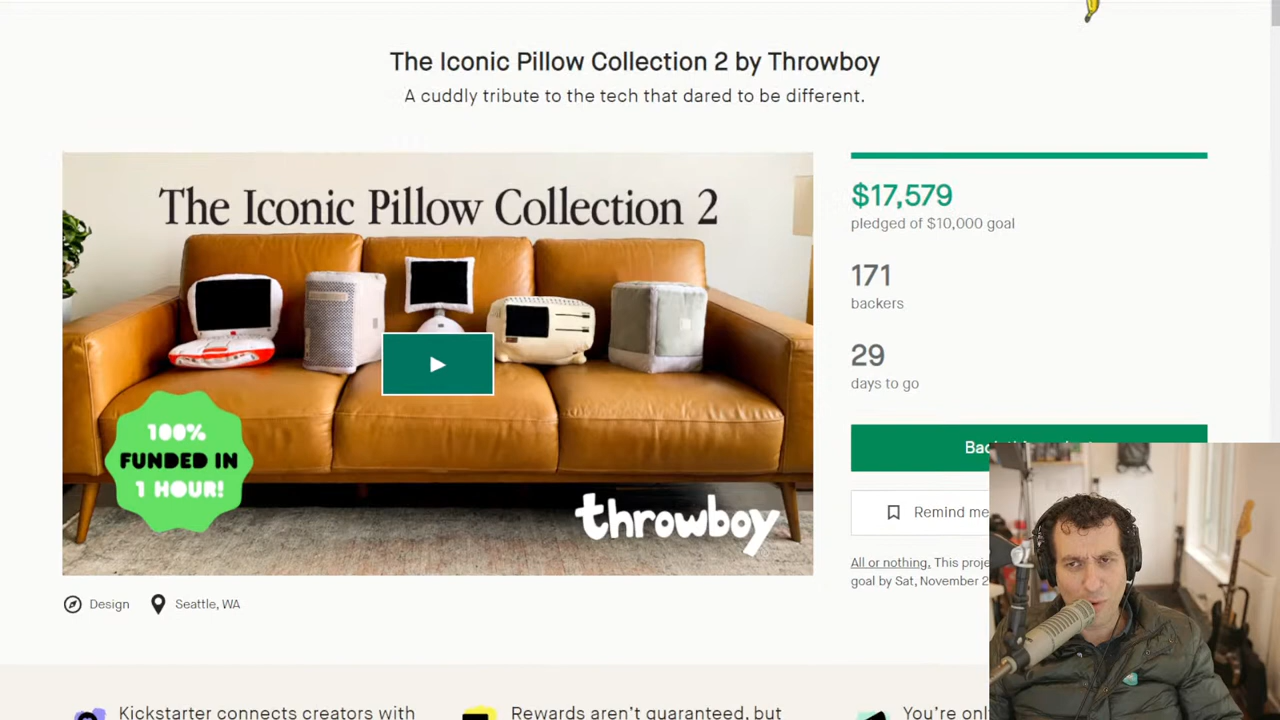 The Iconic Pillow Collection 2 by Throwboy
A cuddly tribute to the tech that dared to be different.
The Iconic Pillow Collection 2
100%
FUNDED IN
1 HOUR!
throwboy
Design
Seattle, WA
$17,579
pledged of $10,000 goal
171
backers
29
days to go
Remind me
All or nothing. This
goal by Sat, November
Kickstarter connects creators with
Rewards aren't guaranteed, but
You're